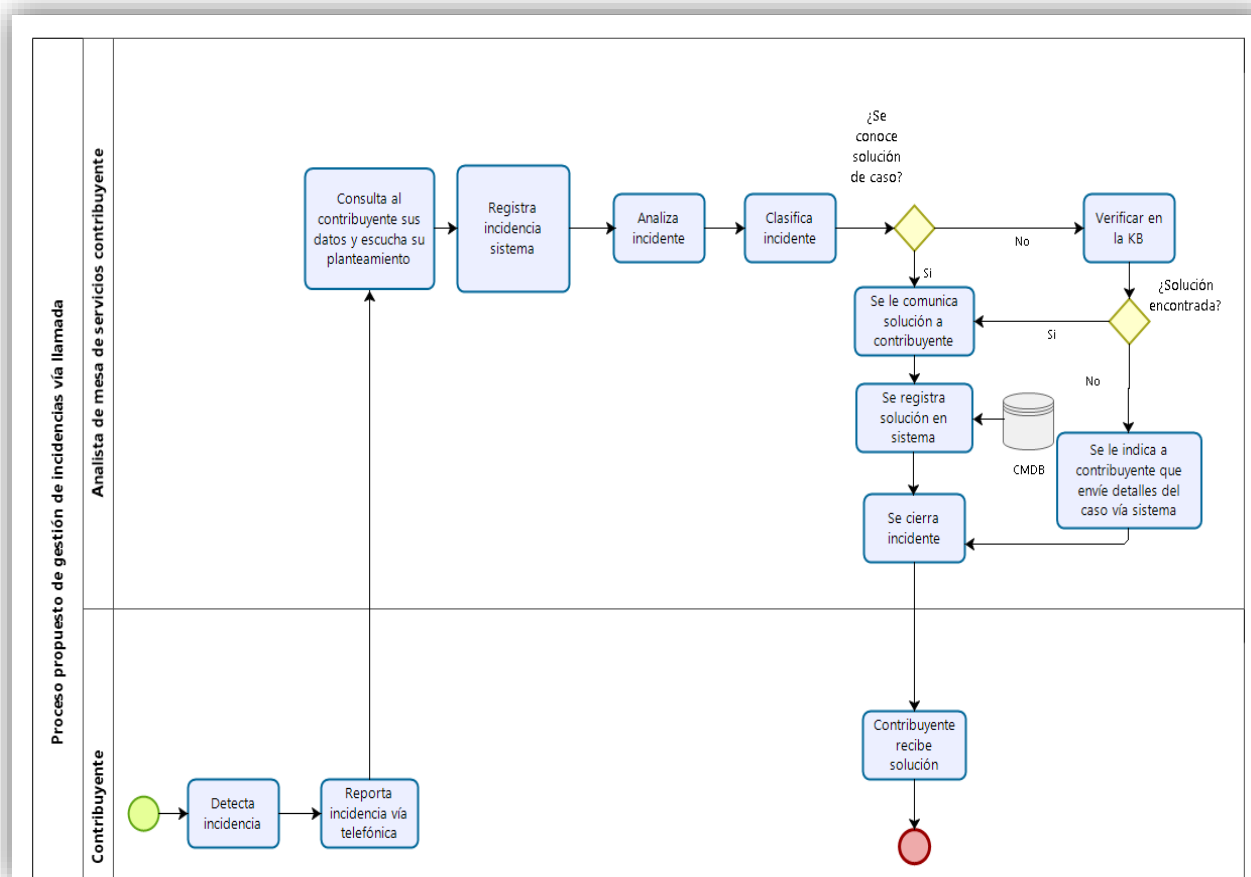 Proceso propuesto de gestión de incidencias vía llamada
Analista de mesa de servicios contribuyente
Consulta al
contribuyente sus
datos y escucha su
planteamiento
Registra
incidencia
sistema
Analiza
incidente
Clasifica
incidente
¿Se
conoce
solución
de caso?
No
Verificar en
la KB
Si
¿Solución
encontrada?
Se le comunica
solución a
contribuyente
Si
No
Se registra
solución en
sistema
CMDB
Se le indica a
contribuyente que
envíe detalles del
caso vía sistema
Se cierra
incidente
Contribuyente
Detecta
incidencia
Reporta
incidencia vía
telefónica
Contribuyente
recibe
solución